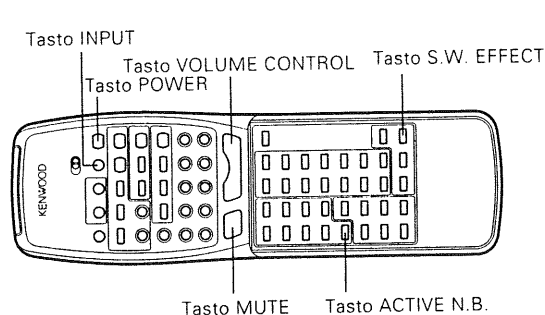 Tasto INPUT
Tasto VOLUME CONTROL
Tasto S.W. EFFECT
Tasto POWER
KENWOOD
Tasto MUTE
Tasto ACTIVE N.B.